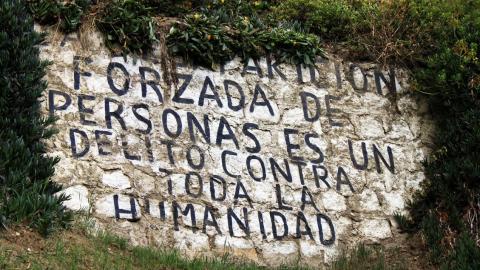 FORZADA DE
PERSONAS ES UN
DELITO CONTRA
TODA LA
HUMANIDAD